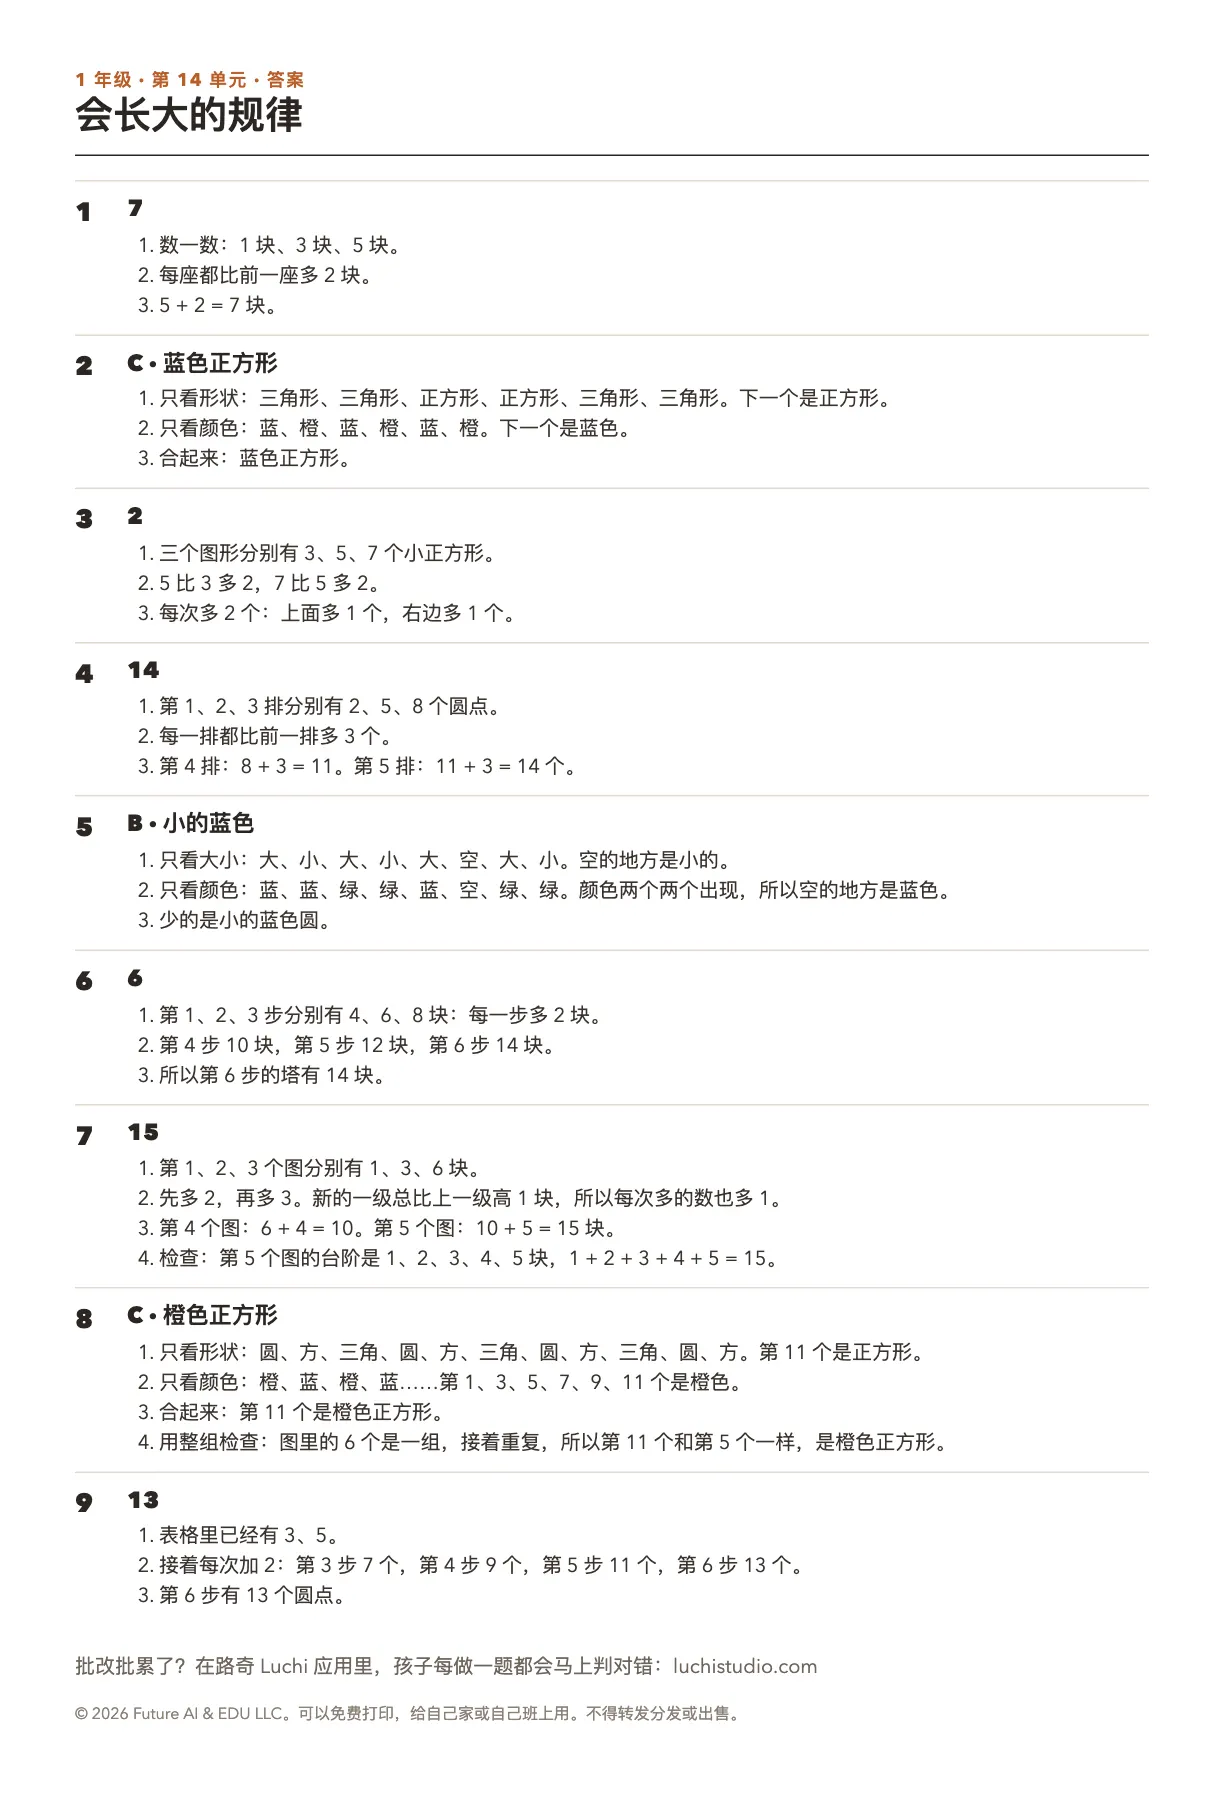 1 年级 · 第 14 单元 · 答案
会长大的规律
1 7
1. 数一数：1 块、3 块、5 块。
2. 每座都比前一座多 2 块。
3. 5 + 2 = 7 块。
2 C · 蓝色正方形
1. 只看形状：三角形、三角形、正方形、正方形、三角形、三角形。下一个是正方形。
2. 只看颜色：蓝、橙、蓝、橙、蓝、橙。下一个是蓝色。
3. 合起来：蓝色正方形。
3 2
1. 三个图形分别有 3、5、7 个小正方形。
2. 5 比 3 多 2，7 比 5 多 2。
3. 每次多 2 个：上面多 1 个，右边多 1 个。
4 14
1. 第 1、2、3 排分别有 2、5、8 个圆点。
2. 每一排都比前一排多 3 个。
3. 第 4 排：8 + 3 = 11。第 5 排：11 + 3 = 14 个。
5 B · 小的蓝色
1. 只看大小：大、小、大、小、大、空、大、小。空的地方是小的。
2. 只看颜色：蓝、蓝、绿、绿、蓝、空、绿、绿。颜色两个两个出现，所以空的地方是蓝色。
3. 少的是小的蓝色圆。
6 6
1. 第 1、2、3 步分别有 4、6、8 块：每一步多 2 块。
2. 第 4 步 10 块，第 5 步 12 块，第 6 步 14 块。
3. 所以第 6 步的塔有 14 块。
7 15
1. 第 1、2、3 个图分别有 1、3、6 块。
2. 先多 2，再多 3。新的一级总比上一级高 1 块，所以每次多的数也多 1。
3. 第 4 个图：6 + 4 = 10。第 5 个图：10 + 5 = 15 块。
4. 检查：第 5 个图的台阶是 1、2、3、4、5 块，1 + 2 + 3 + 4 + 5 = 15。
8 C · 橙色正方形
1. 只看形状：圆、方、三角、圆、方、三角、圆、方、三角、圆、方。第 11 个是正方形。
2. 只看颜色：橙、蓝、橙、蓝……第 1、3、5、7、9、11 个是橙色。
3. 合起来：第 11 个是橙色正方形。
4. 用整组检查：图里的 6 个是一组，接着重复，所以第 11 个和第 5 个一样，是橙色正方形。
9 13
1. 表格里已经有 3、5。
2. 接着每次加 2：第 3 步 7 个，第 4 步 9 个，第 5 步 11 个，第 6 步 13 个。
3. 第 6 步有 13 个圆点。
批改批累了？在路奇 Luchi 应用里，孩子每做一题都会马上判对错：luchistudio.com
© 2026 Future AI & EDU LLC。可以免费打印，给自己家或自己班上用。不得转发分发或出售。